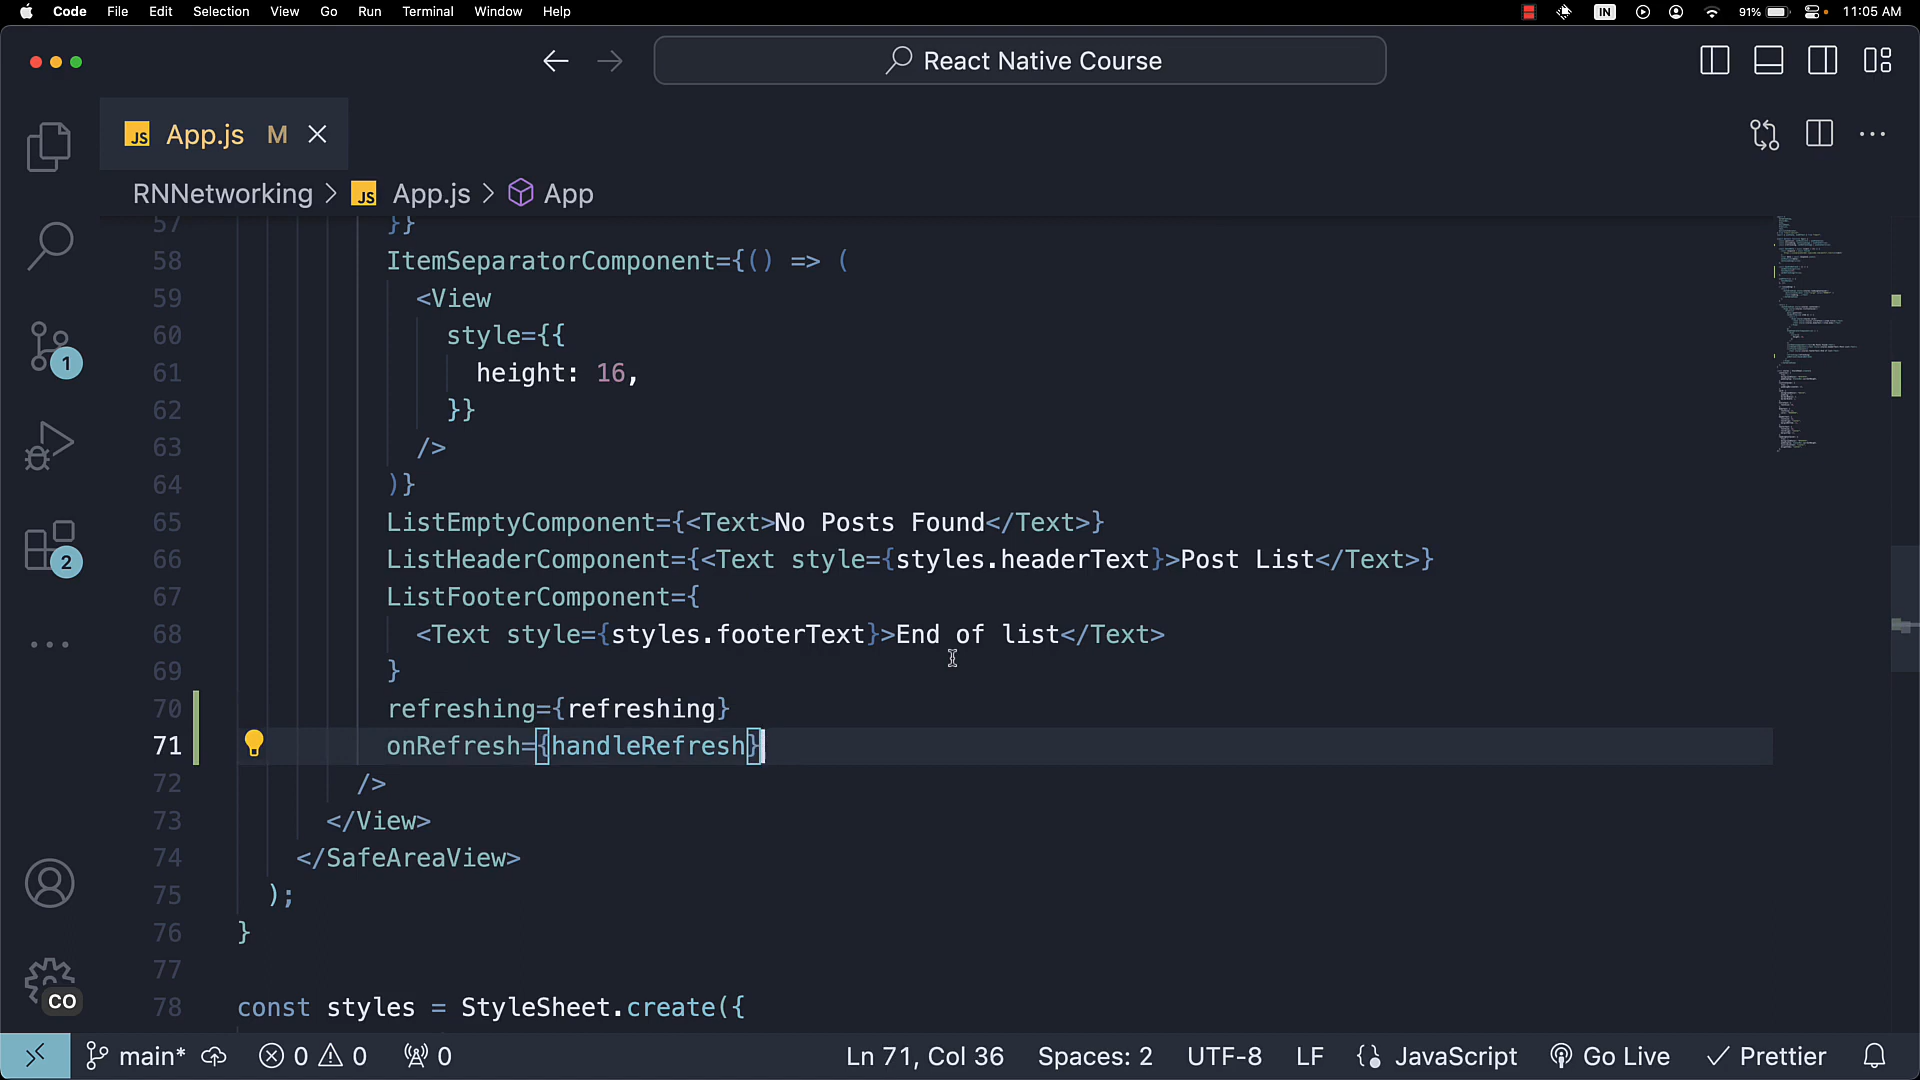 Code File Edit Selection View Go Run Terminal Window Help IN 91% 11:05 AM
React Native Course
JS App.js M
RNNetworking > JS App.js > App
57 }}
58 ItemSeparatorComponent={() => (
59 <View
60 style={{
61 height: 16,
62 }}
63 />
64 )}
65 ListEmptyComponent={<Text>No Posts Found</Text>}
66 ListHeaderComponent={<Text style={styles.headerText}>Post List</Text>}
67 ListFooterComponent={
68 <Text style={styles.footerText}>End of list</Text>
69 }
70 refreshing={refreshing}
71 onRefresh={handleRefresh}
72 />
73 </View>
74 </SafeAreaView>
75 );
76 }
77
78 const styles = StyleSheet.create({
1
2
CO
main* 0 0 0 Ln 71, Col 36 Spaces: 2 UTF-8 LF JavaScript Go Live Prettier